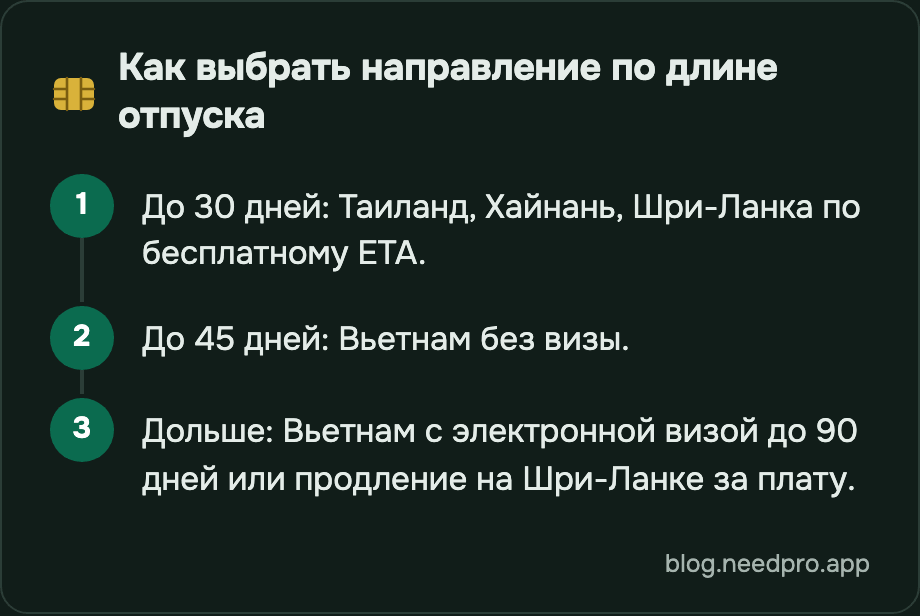 Как выбрать направление по длине
отпуска
1
До 30 дней: Таиланд, Хайнань, Шри-Ланка по
бесплатному ETA.
2
До 45 дней: Вьетнам без визы.
3
Дольше: Вьетнам с электронной визой до 90
дней или продление на Шри-Ланке за плату.
blog.needpro.app